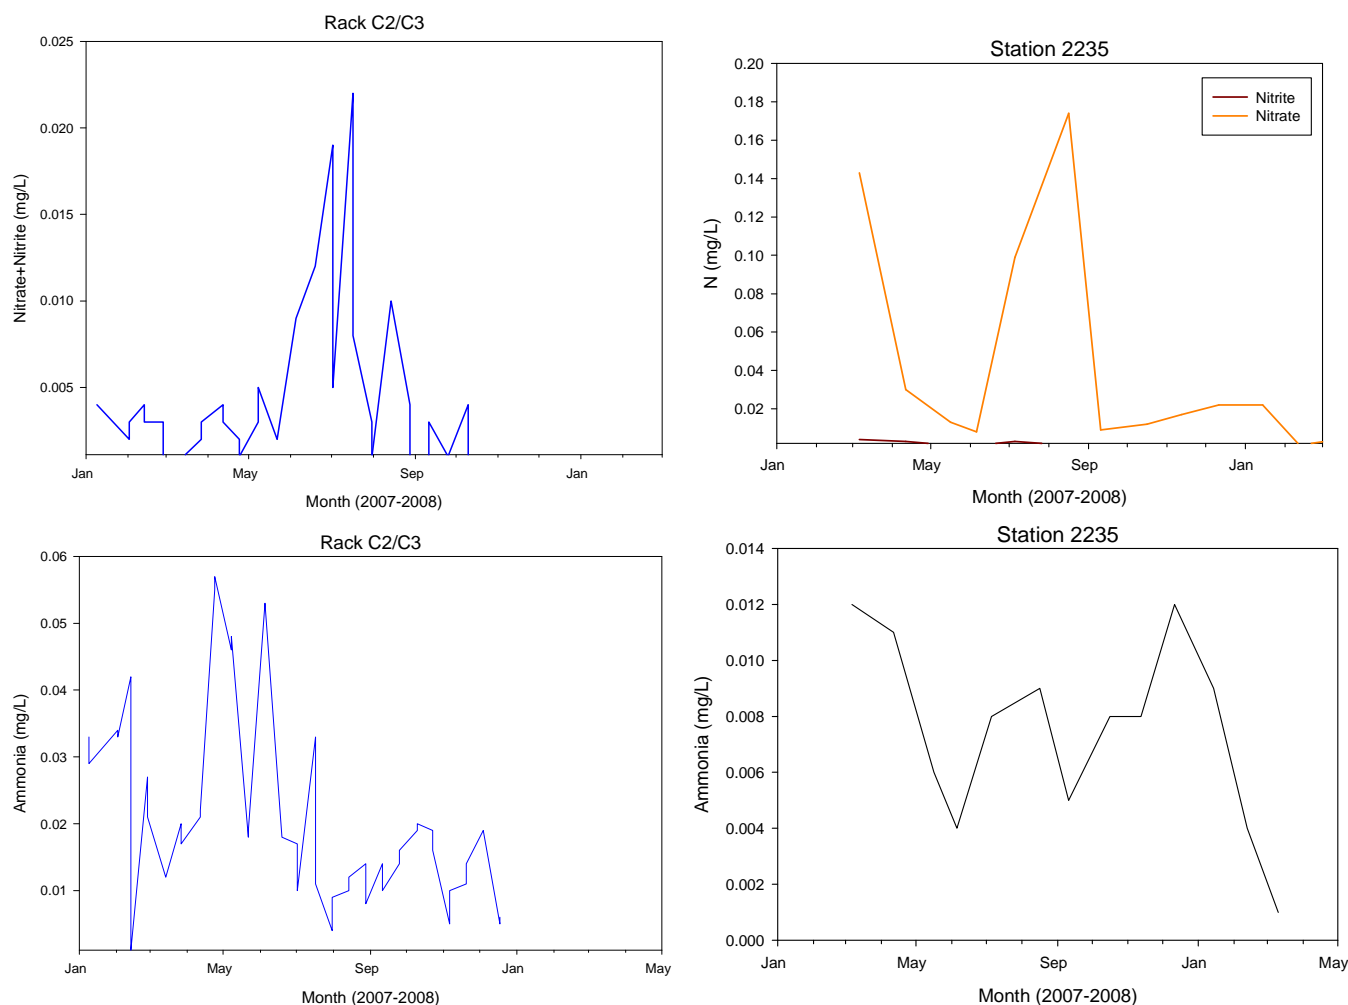 Rack C2/C3
0.025
0.020
0.015
0.010
0.005
Nitrate+Nitrite (mg/L)
Jan May Sep Jan
Month (2007-2008)
Station 2235
0.20
0.18
0.16
0.14
0.12
0.10
0.08
0.06
0.04
0.02
N (mg/L)
Nitrite
Nitrate
Jan May Sep Jan
Month (2007-2008)
Rack C2/C3
0.06
0.05
0.04
0.03
0.02
0.01
Ammonia (mg/L)
Jan May Sep Jan May
Month (2007-2008)
Station 2235
0.014
0.012
0.010
0.008
0.006
0.004
0.002
0.000
Ammonia (mg/L)
Jan May Sep Jan May
Month (2007-2008)